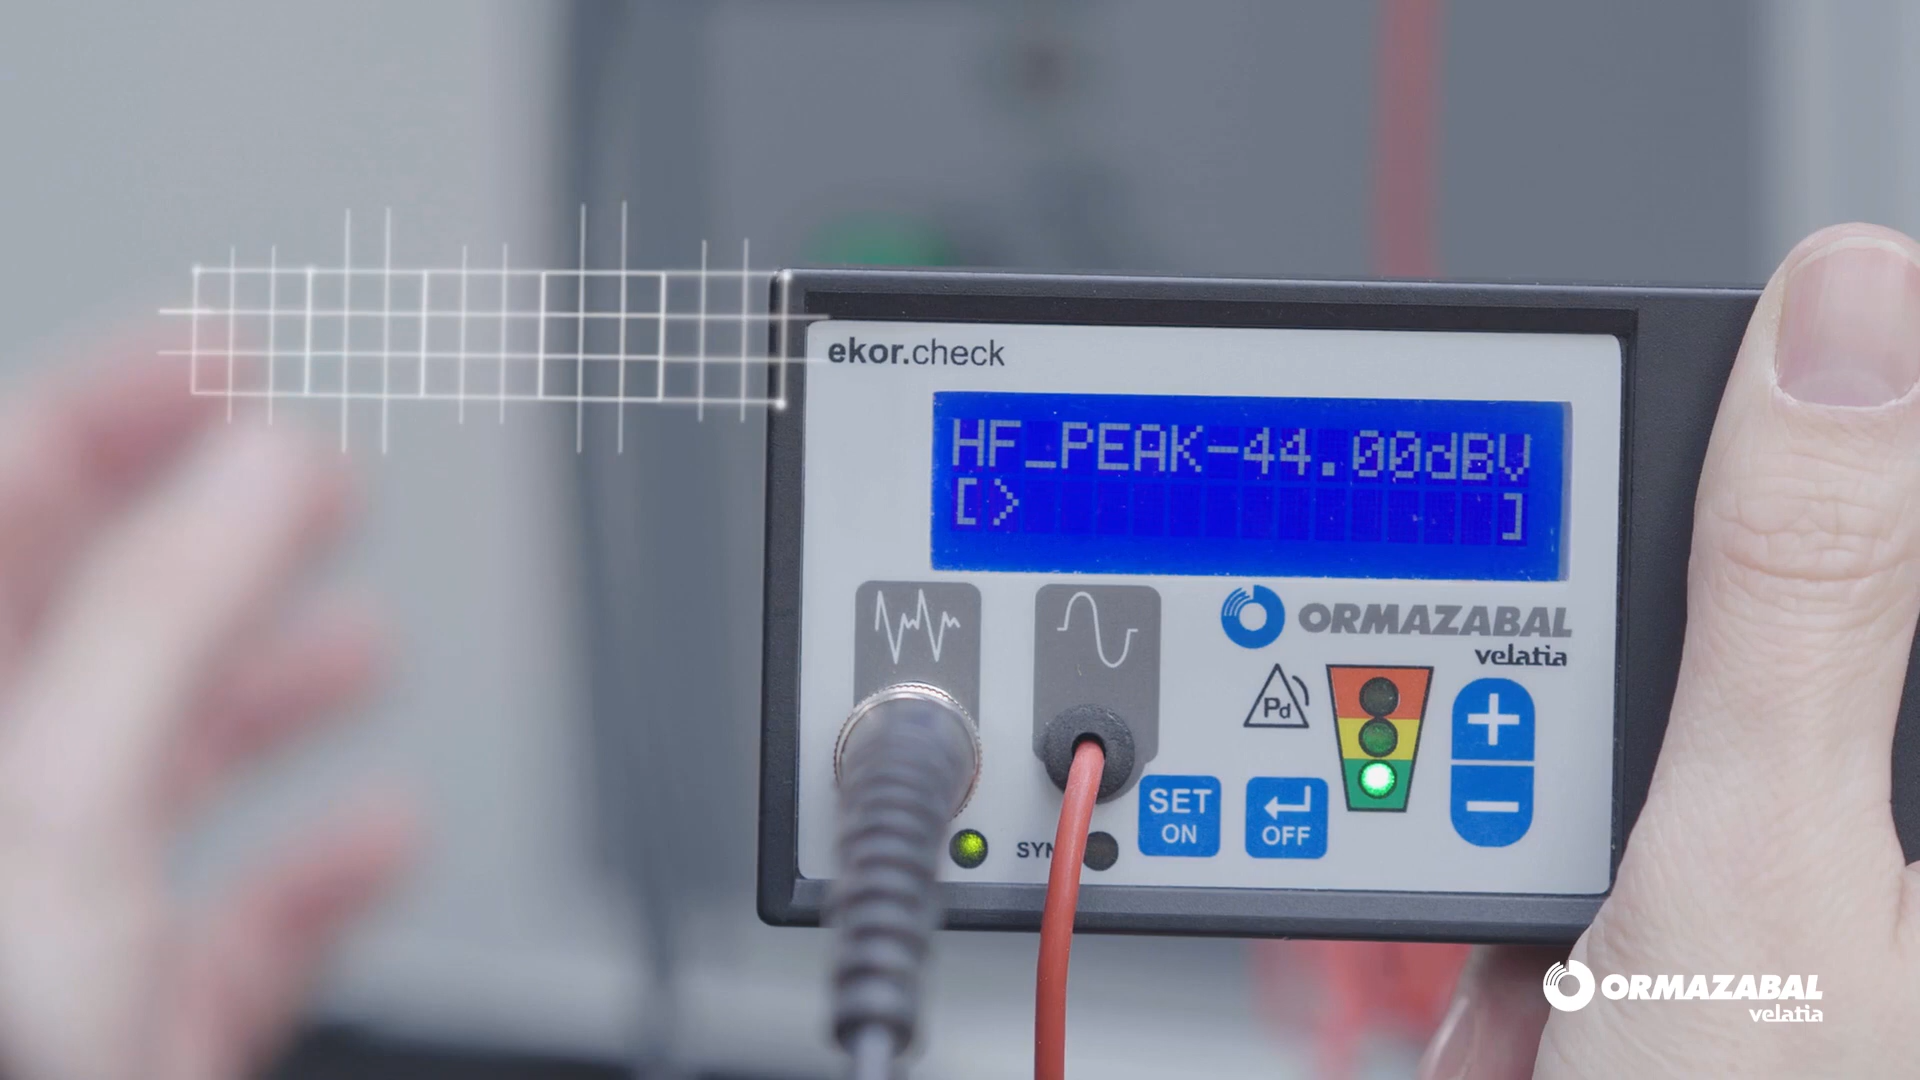 ekor.check
HF_PEAK-44.00dBV
[> ]
ORMAZABAL
velatia
Pd
+
SET
ON
OFF
−
SYN
ORMAZABAL
velatia